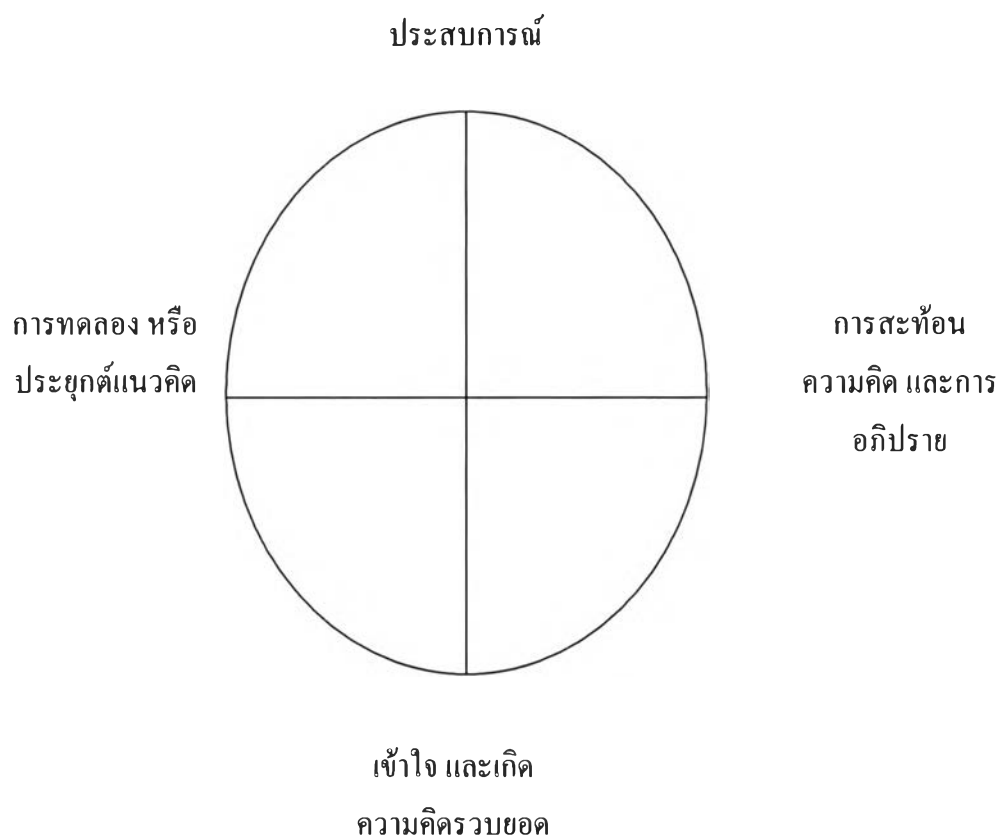 ประสบการณ์
การทดลอง หรือ
ประยุกต์แนวคิด
การสะท้อน
ความคิด และการ
อภิปราย
เข้าใจ และเกิด
ความคิดรวบยอด